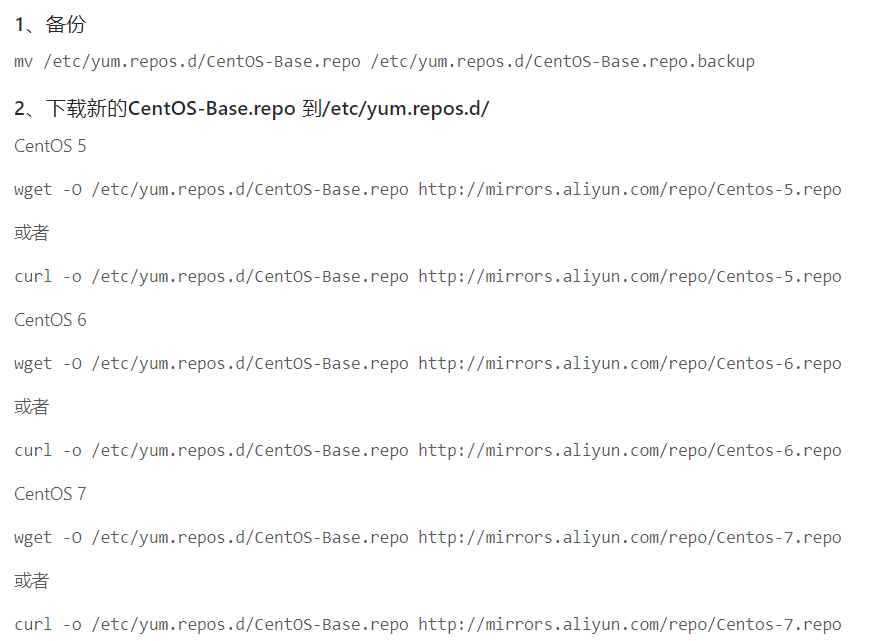 1、备份
mv /etc/yum.repos.d/CentOS-Base.repo /etc/yum.repos.d/CentOS-Base.repo.backup
2、下载新的CentOS-Base.repo 到/etc/yum.repos.d/
CentOS 5
wget -O /etc/yum.repos.d/CentOS-Base.repo http://mirrors.aliyun.com/repo/Centos-5.repo
或者
curl -o /etc/yum.repos.d/CentOS-Base.repo http://mirrors.aliyun.com/repo/Centos-5.repo
CentOS 6
wget -O /etc/yum.repos.d/CentOS-Base.repo http://mirrors.aliyun.com/repo/Centos-6.repo
或者
curl -o /etc/yum.repos.d/CentOS-Base.repo http://mirrors.aliyun.com/repo/Centos-6.repo
CentOS 7
wget -O /etc/yum.repos.d/CentOS-Base.repo http://mirrors.aliyun.com/repo/Centos-7.repo
或者
curl -o /etc/yum.repos.d/CentOS-Base.repo http://mirrors.aliyun.com/repo/Centos-7.repo